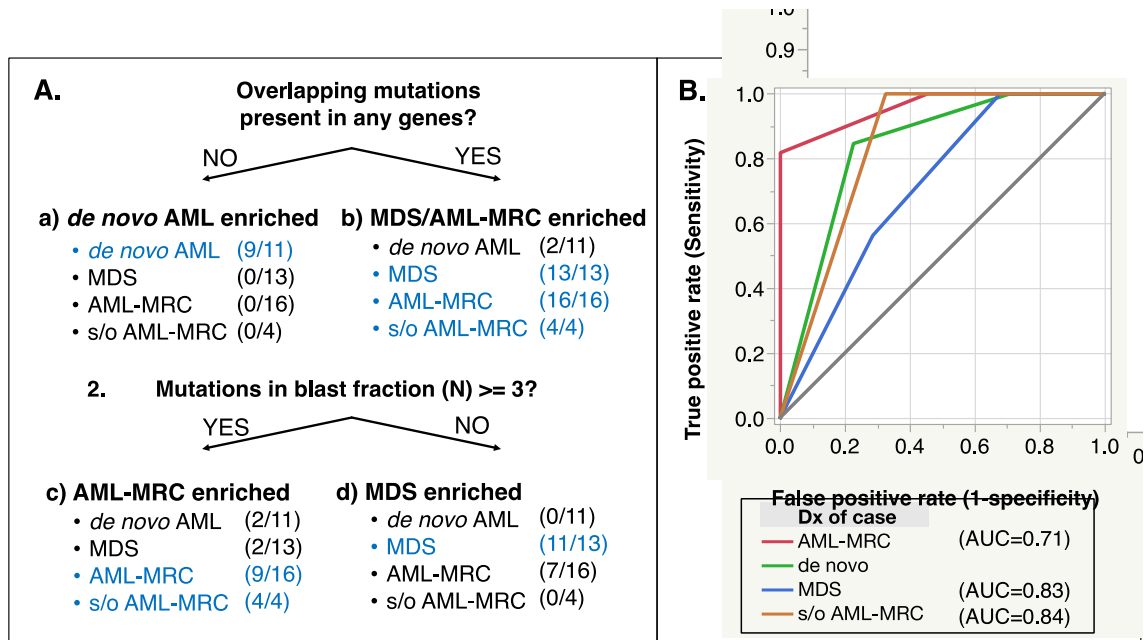 A.
Overlapping mutations
present in any genes?
NO
YES
a) de novo AML enriched
• de novo AML (9/11)
• MDS (0/13)
• AML-MRC (0/16)
• s/o AML-MRC (0/4)
b) MDS/AML-MRC enriched
• de novo AML (2/11)
• MDS (13/13)
• AML-MRC (16/16)
• s/o AML-MRC (4/4)
2. Mutations in blast fraction (N) >= 3?
YES
NO
c) AML-MRC enriched
• de novo AML (2/11)
• MDS (2/13)
• AML-MRC (9/16)
• s/o AML-MRC (4/4)
d) MDS enriched
• de novo AML (0/11)
• MDS (11/13)
• AML-MRC (7/16)
• s/o AML-MRC (0/4)
1.0
0.9
B.
True positive rate (Sensitivity)
1.0
0.8
0.6
0.4
0.2
0.0
0.0 0.2 0.4 0.6 0.8 1.0
0
False positive rate (1-specificity)
Dx of case
AML-MRC (AUC=0.71)
de novo
MDS (AUC=0.83)
s/o AML-MRC (AUC=0.84)